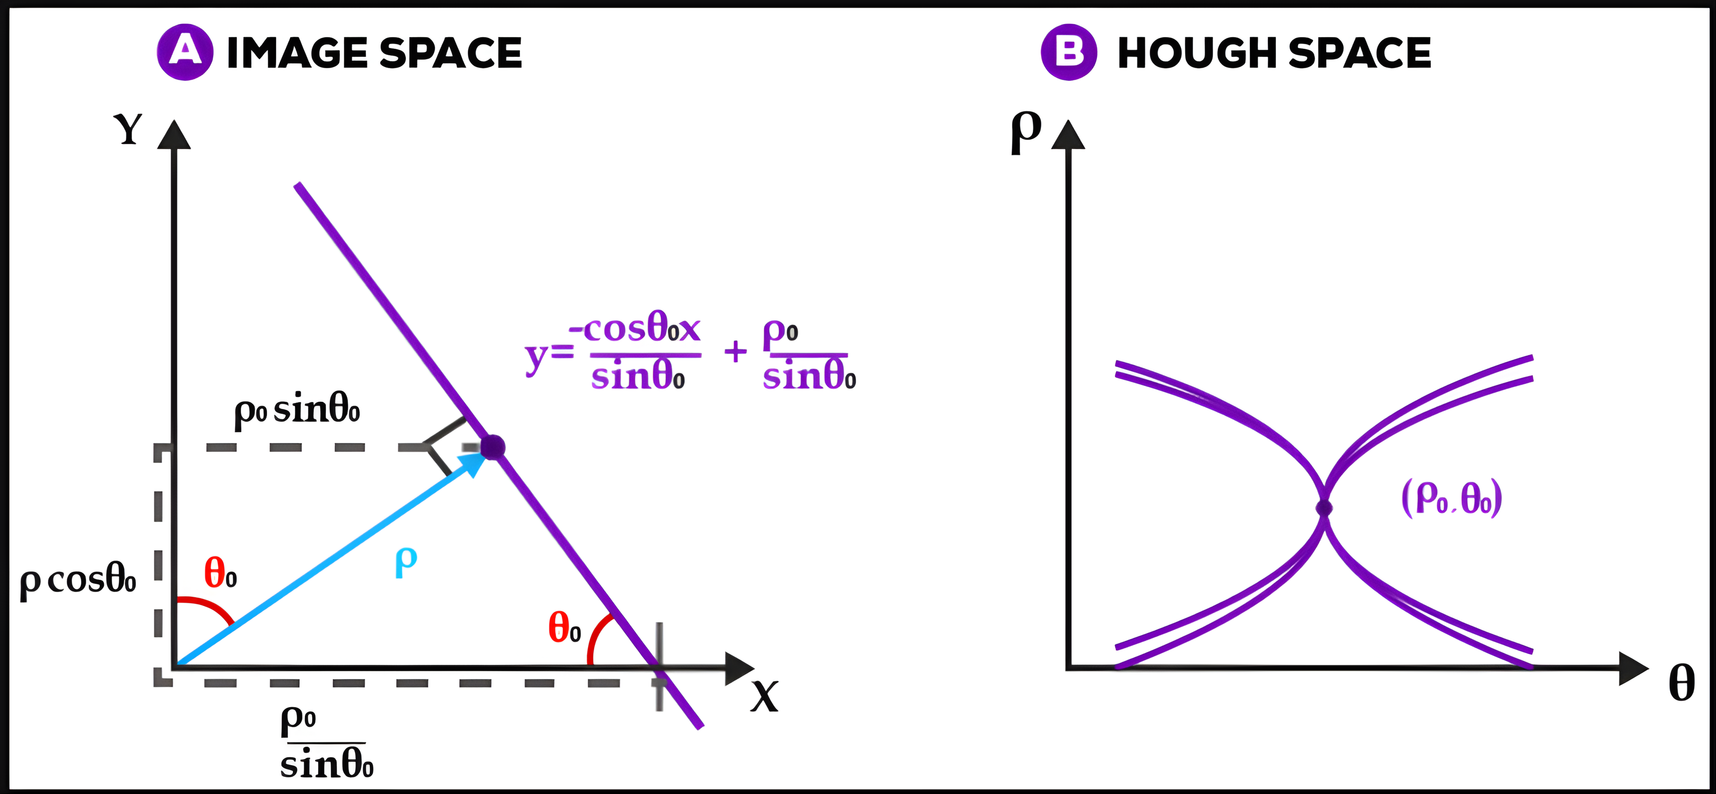 A IMAGE SPACE
Y
y= -cosθ₀x / sinθ₀ + ρ₀ / sinθ₀
ρ₀ sinθ₀
ρ
θ₀
ρ cosθ₀
θ₀
X
ρ₀ / sinθ₀
B HOUGH SPACE
ρ
(ρ₀, θ₀)
θ